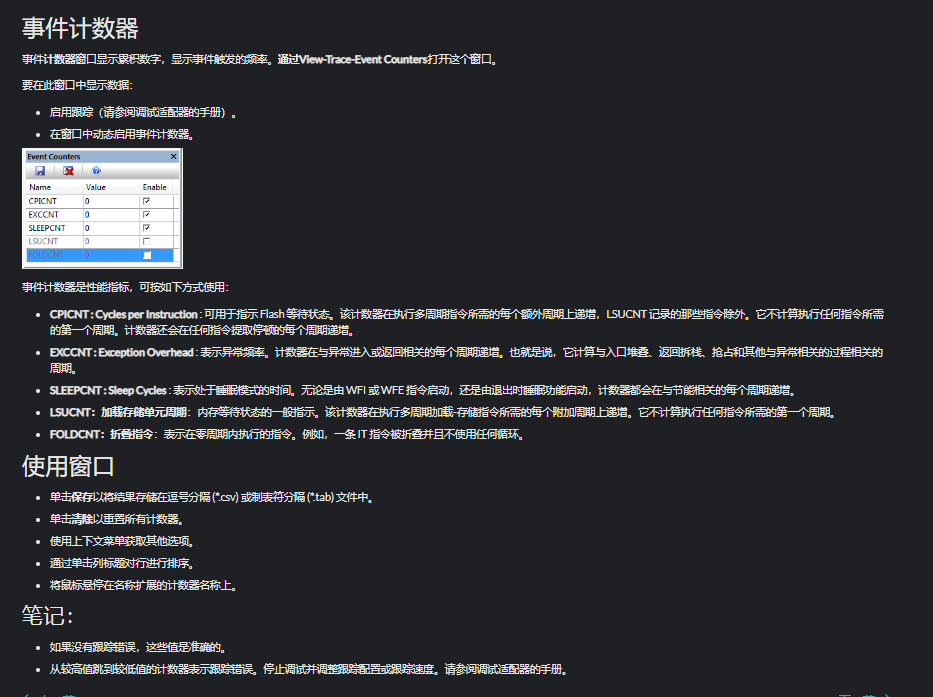 事件计数器
事件计数器窗口显示累积数字，显示事件触发的频率。通过View-Trace-Event Counters打开这个窗口。
要在此窗口中显示数据：
启用跟踪（请参阅调试适配器的手册）。
在窗口中动态启用事件计数器。
Event Counters
Name Value Enable
CPICNT 0
EXCCNT 0
SLEEPCNT 0
LSUCNT 0
FOLDCNT 0
事件计数器是性能指标，可按如下方式使用：
CPICNT : Cycles per Instruction : 可用于指示 Flash 等待状态。该计数器在执行多周期指令所需的每个额外周期上递增，LSUCNT 记录的那些指令除外。它不计算执行任何指令所需
的第一个周期。计数器还会在任何指令提取停顿的每个周期递增。
EXCCNT : Exception Overhead : 表示异常频率。计数器在与异常进入或返回相关的每个周期递增。也就是说，它计算与入口堆叠、返回拆栈、抢占和其他与异常相关的过程相关的
周期。
SLEEPCNT : Sleep Cycles : 表示处于睡眠模式的时间。无论是由 WFI 或 WFE 指令启动，还是由退出时睡眠功能启动，计数器都会在与节能相关的每个周期递增。
LSUCNT： 加载存储单元周期： 内存等待状态的一般指示。该计数器在执行多周期加载-存储指令所需的每个附加周期上递增。它不计算执行任何指令所需的第一个周期。
FOLDCNT：折叠指令：表示在零周期内执行的指令。例如，一条 IT 指令被折叠并且不使用任何循环。
使用窗口
单击保存以将结果存储在逗号分隔 (*.csv) 或制表符分隔 (*.tab) 文件中。
单击清除以重置所有计数器。
使用上下文菜单获取其他选项。
通过单击列标题对行进行排序。
将鼠标悬停在名称扩展的计数器名称上。
笔记：
如果没有跟踪错误，这些值是准确的。
从较高值跳到较低值的计数器表示跟踪错误。停止调试并调整跟踪配置或跟踪速度。请参阅调试适配器的手册。